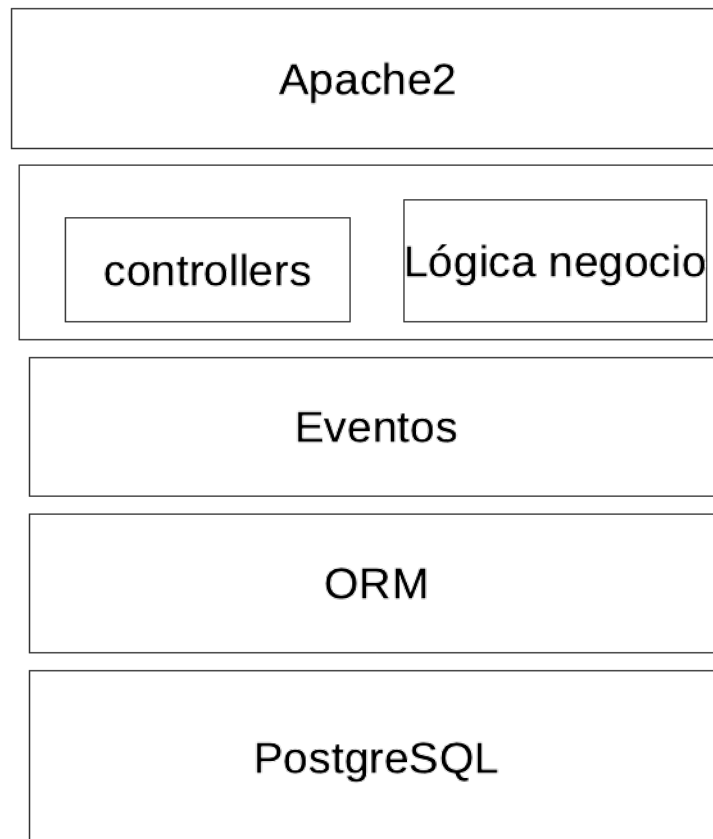 Apache2
controllers
Lógica negocio
Eventos
ORM
PostgreSQL